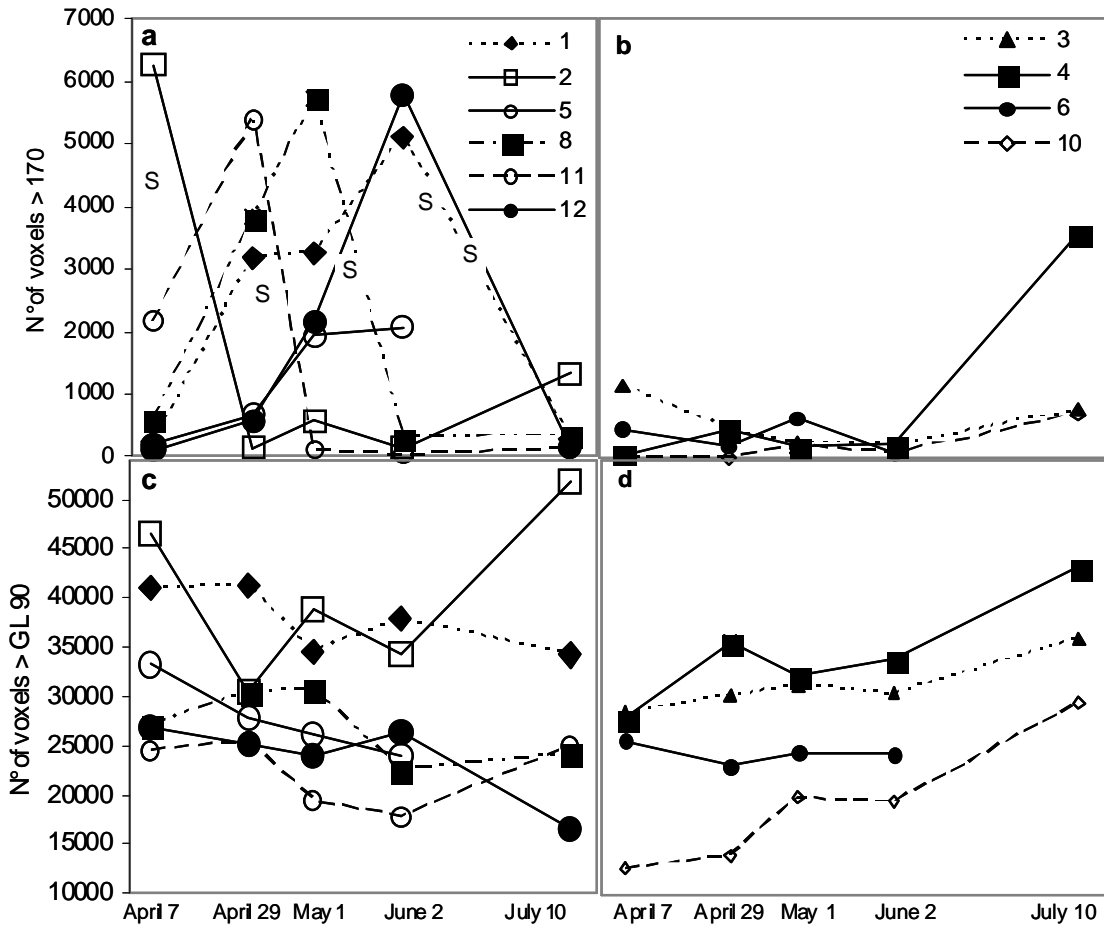 7000
6000
5000
4000
3000
2000
1000
0
N°of voxels > 170
a
1
2
5
8
11
12
S
S
S
S
S
b
3
4
6
10
c
50000
45000
40000
35000
30000
25000
20000
15000
10000
N°of voxels > GL 90
April 7 April 29 May 1 June 2 July 10
d
April 7 April 29 May 1 June 2 July 10